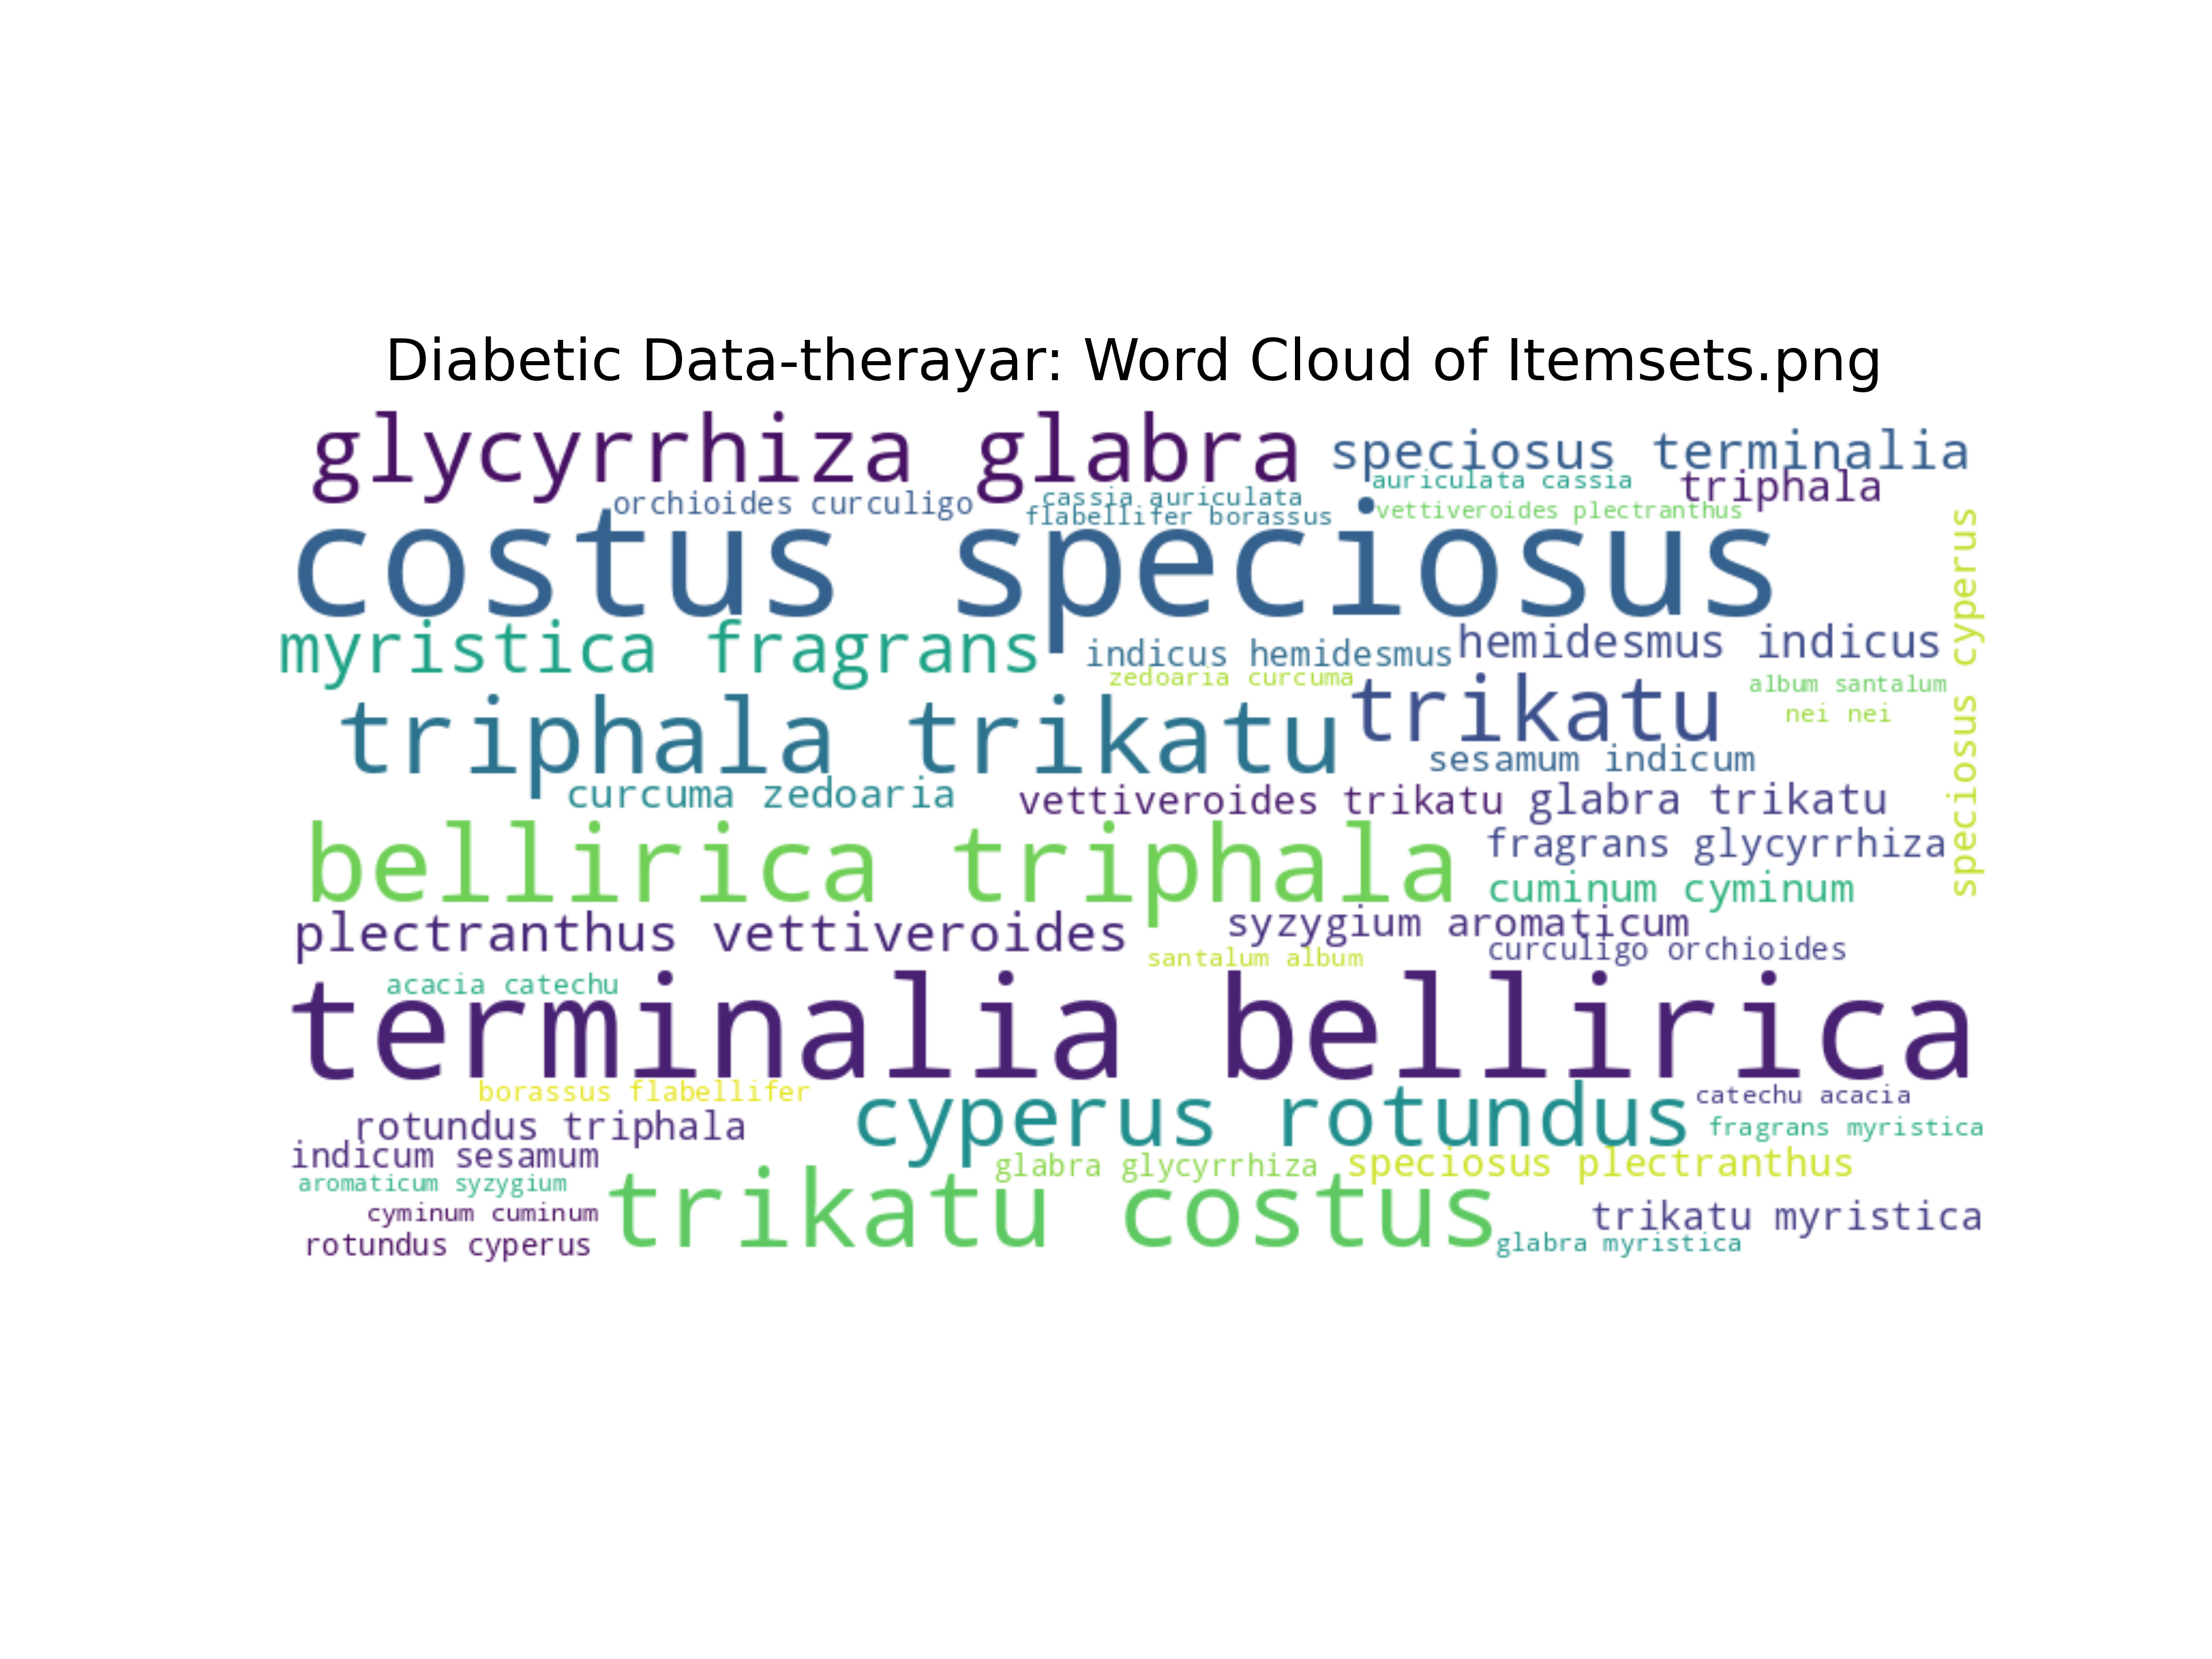 Diabetic Data-therayar: Word Cloud of Itemsets.png
glycyrrhiza glabra
speciosus terminalia
auriculata cassia
triphala
orchioides curculigo
cassia auriculata
flabellifer borassus
vettiveroides plectranthus
costus speciosus
speciosus cyperus
myristica fragrans
indicus hemidesmus
hemidesmus indicus
zedoaria curcuma
triphala trikatu
trikatu
album santalum
nei nei
sesamum indicum
curcuma zedoaria
vettiveroides trikatu
glabra trikatu
bellirica triphala
fragrans glycyrrhiza
cuminum cyminum
plectranthus vettiveroides
syzygium aromaticum
santalum album
curculigo orchioides
acacia catechu
terminalia bellirica
borassus flabellifer
cyperus rotundus
catechu acacia
rotundus triphala
fragrans myristica
indicum sesamum
glabra glycyrrhiza
speciosus plectranthus
aromaticum syzygium
trikatu costus
cyminum cuminum
trikatu myristica
rotundus cyperus
glabra myristica